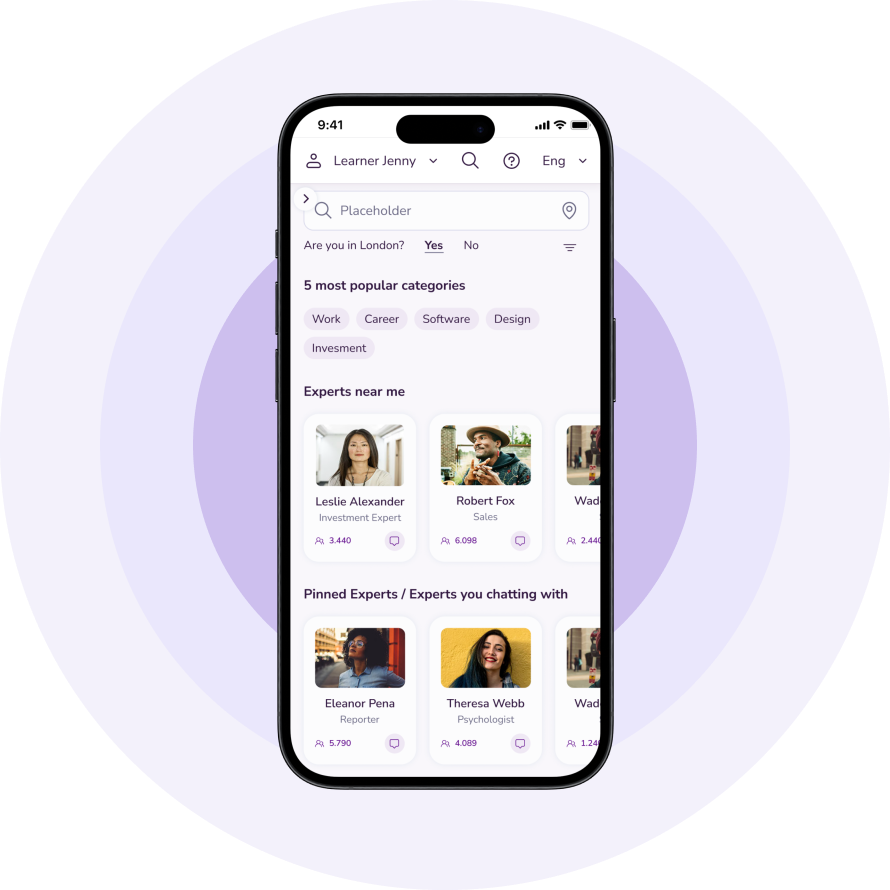 9:41
Learner Jenny Eng
Placeholder
Are you in London? Yes No
5 most popular categories
Work Career Software Design
Invesment
Experts near me
Leslie Alexander Robert Fox Wad
Investment Expert Sales
3.440 6.098 2.440
Pinned Experts / Experts you chatting with
Eleanor Pena Theresa Webb Wad
Reporter Psychologist
5.790 4.089 1.240